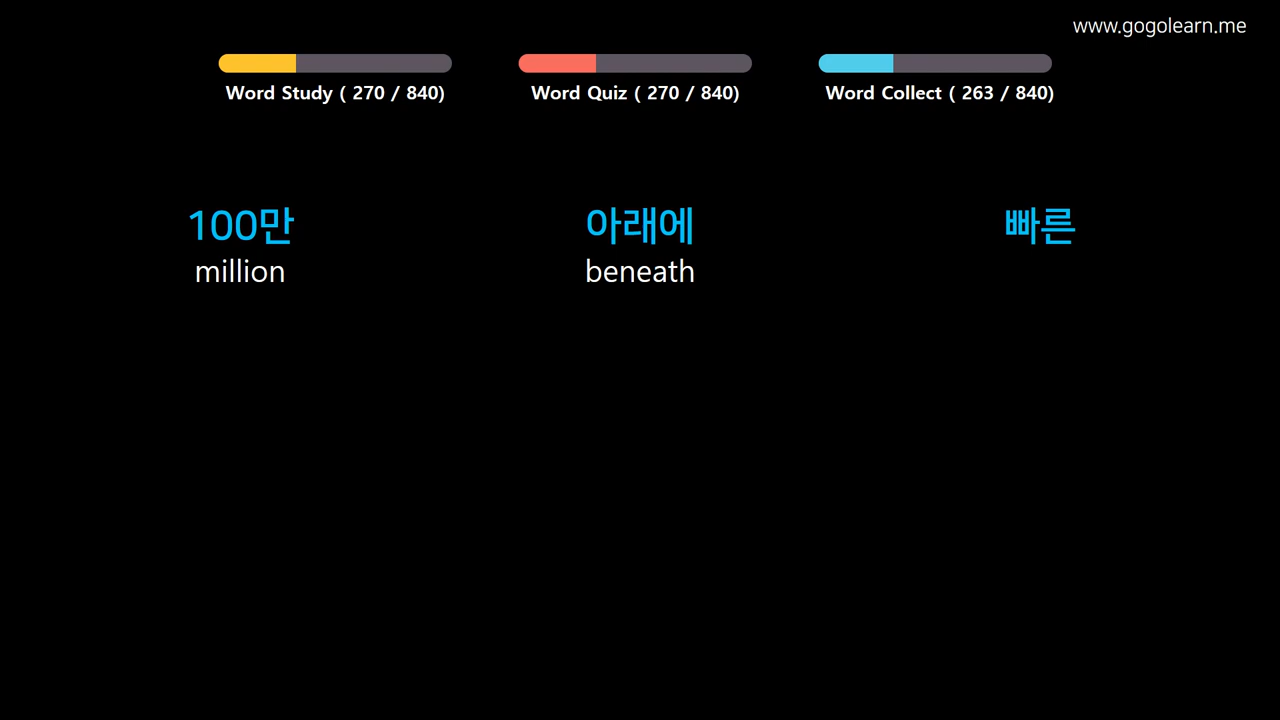 www.gogolearn.me
Word Study ( 270 / 840)
Word Quiz ( 270 / 840)
Word Collect ( 263 / 840)
100만
million
아래에
beneath
빠른